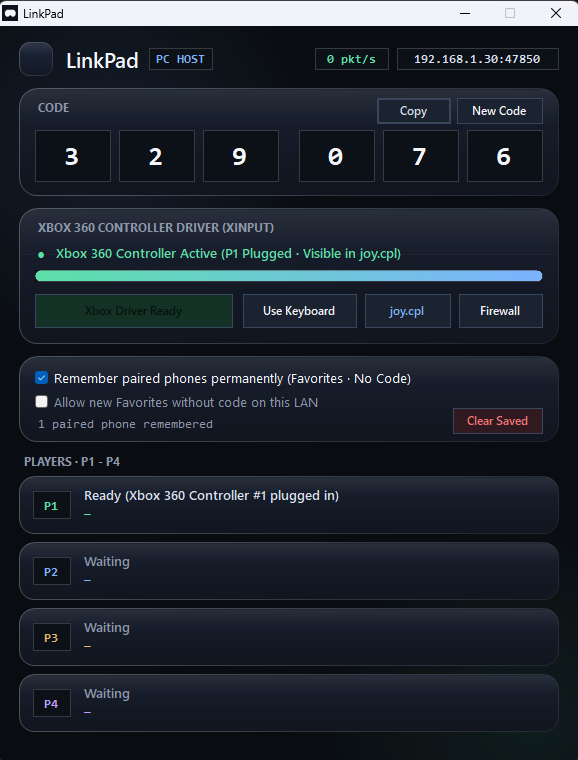 LinkPad
LinkPad PC HOST 0 pkt/s 192.168.1.30:47850
CODE Copy New Code
3 2 9 0 7 6
XBOX 360 CONTROLLER DRIVER (XINPUT)
Xbox 360 Controller Active (P1 Plugged · Visible in joy.cpl)
Xbox Driver Ready Use Keyboard joy.cpl Firewall
Remember paired phones permanently (Favorites · No Code)
Allow new Favorites without code on this LAN
1 paired phone remembered Clear Saved
PLAYERS · P1 - P4
P1 Ready (Xbox 360 Controller #1 plugged in)
–
P2 Waiting
–
P3 Waiting
–
P4 Waiting
–